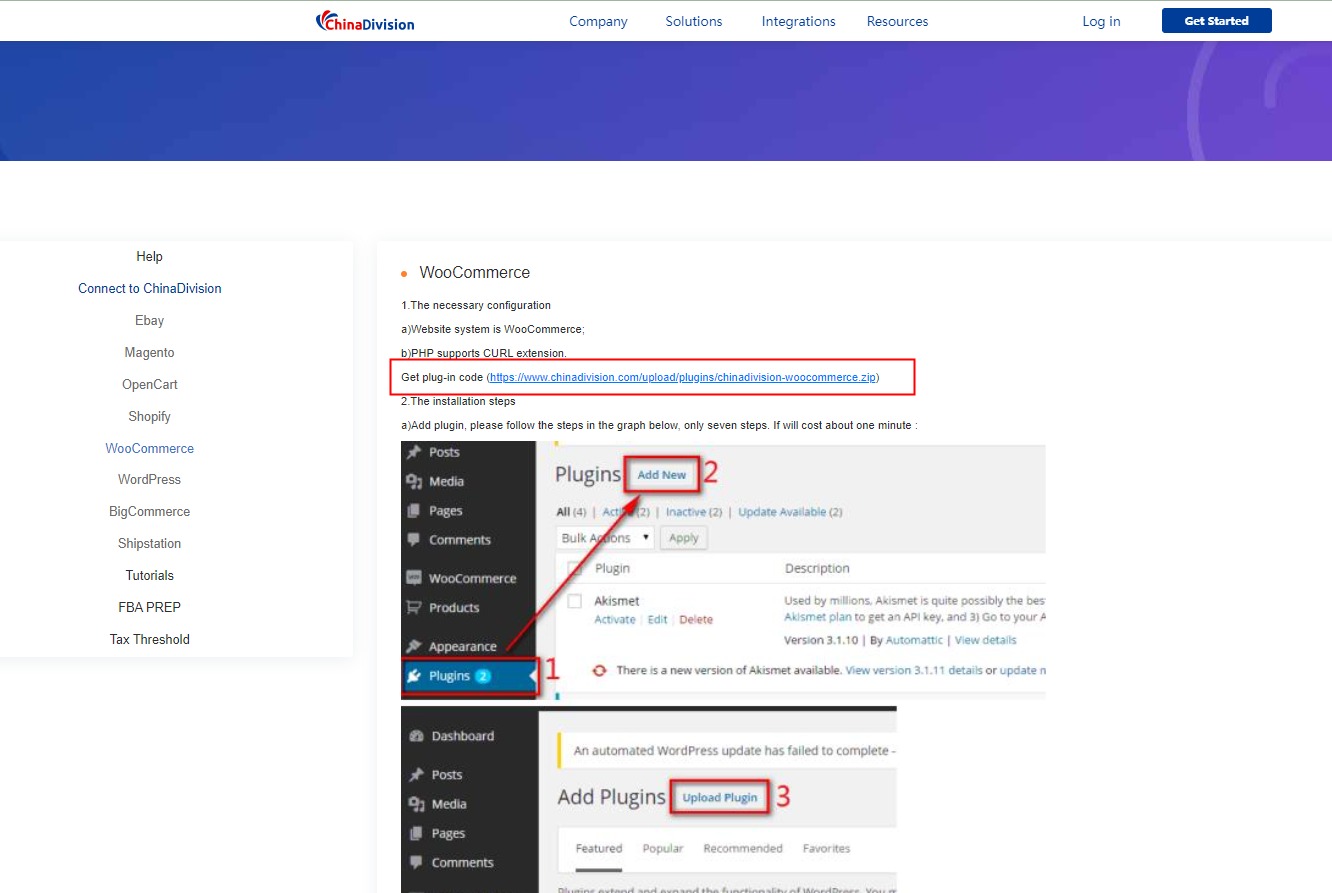 ChinaDivision
Company Solutions Integrations Resources Log in Get Started
Help
Connect to ChinaDivision
Ebay
Magento
OpenCart
Shopify
WooCommerce
WordPress
BigCommerce
Shipstation
Tutorials
FBA PREP
Tax Threshold
WooCommerce
1.The necessary configuration
a)Website system is WooCommerce;
b)PHP supports CURL extension.
Get plug-in code (https://www.chinadivision.com/upload/plugins/chinadivision-woocommerce.zip)
2.The installation steps
a)Add plugin, please follow the steps in the graph below, only seven steps. If will cost about one minute :
Posts
Media
Pages
Comments
WooCommerce
Products
Appearance
Plugins 2
1
Plugins Add New 2
All (4) | Active (2) | Inactive (2) | Update Available (2)
Bulk Actions Apply
Plugin Description
Akismet Used by millions, Akismet is quite possibly the bes
Activate | Edit | Delete Akismet plan to get an API key, and 3) Go to your A
Version 3.1.10 | By Automattic | View details
There is a new version of Akismet available. View version 3.1.11 details or update n
Dashboard
Posts
Media
Pages
Comments
An automated WordPress update has failed to complete -
Add Plugins Upload Plugin 3
Featured Popular Recommended Favorites
Plugins extend and expand the functionality of WordPress. You m